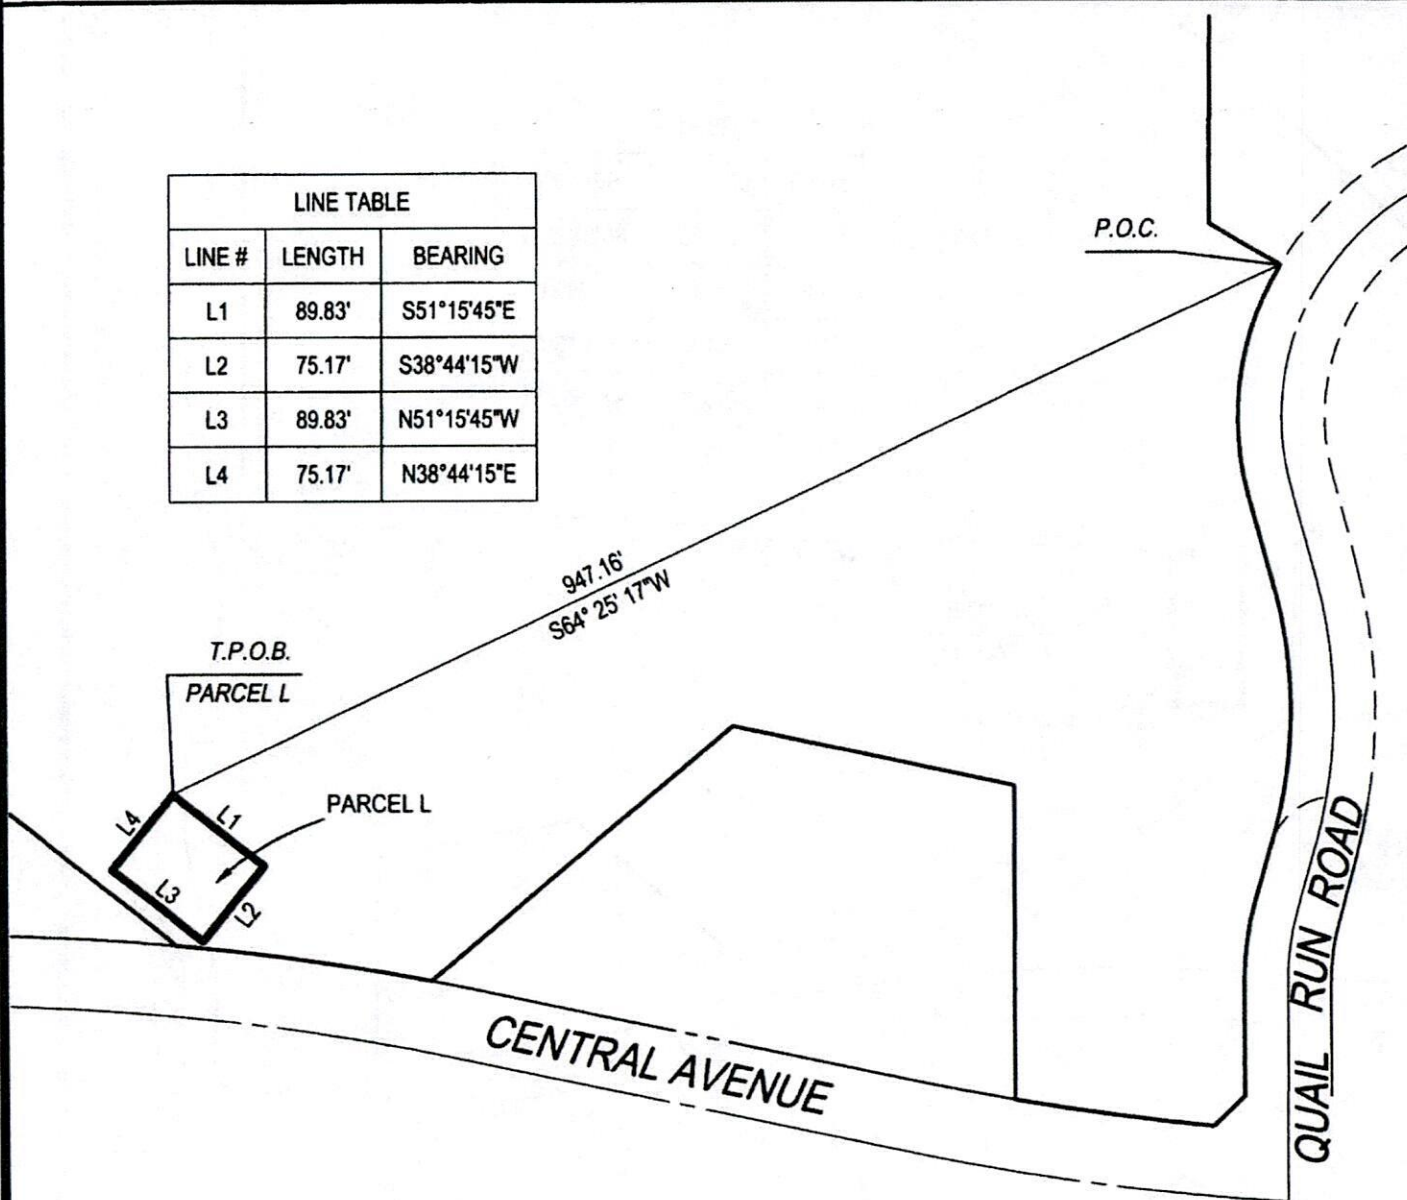 LINE TABLE
LINE # LENGTH BEARING
L1 89.83' S51°15'45"E
L2 75.17' S38°44'15"W
L3 89.83' N51°15'45"W
L4 75.17' N38°44'15"E
P.O.C.
947.16'
S64° 25' 17"W
T.P.O.B.
PARCEL L
PARCEL L
L1
L4
L3
L2
CENTRAL AVENUE
QUAIL RUN ROAD